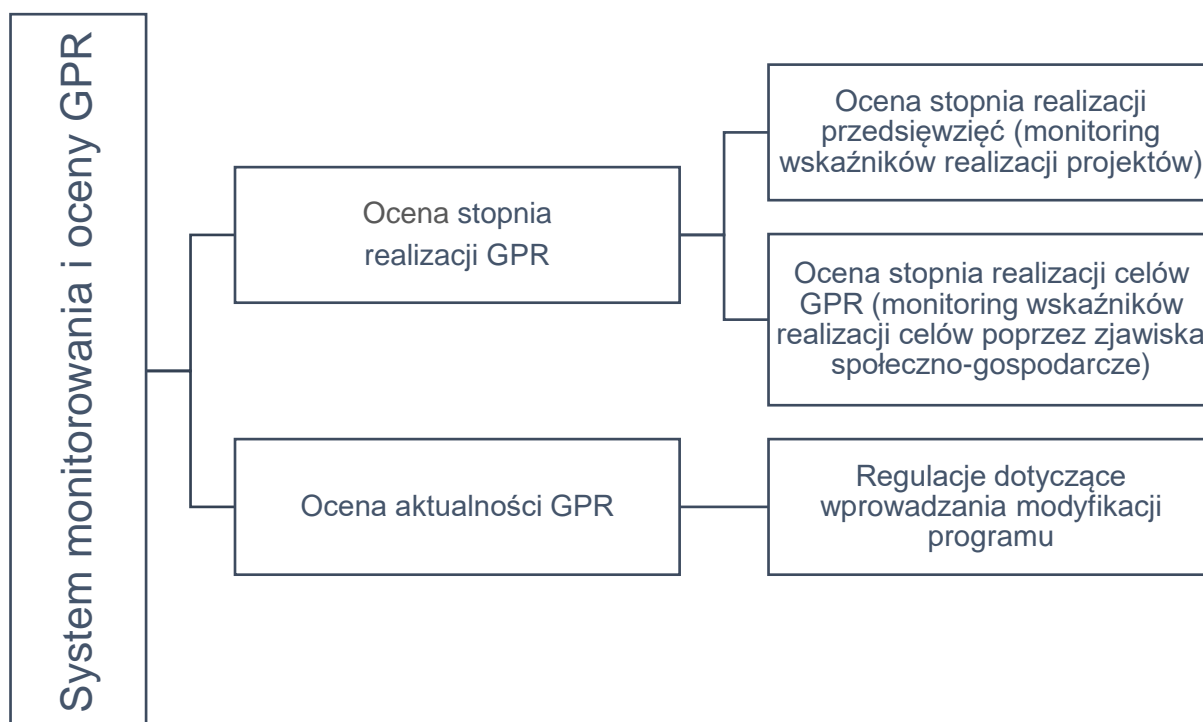 System monitorowania i oceny GPR
Ocena stopnia
realizacji GPR
Ocena stopnia realizacji
przedsięwzięć (monitoring
wskaźników realizacji projektów)
Ocena stopnia realizacji celów
GPR (monitoring wskaźników
realizacji celów poprzez zjawiska
społeczno-gospodarcze)
Ocena aktualności GPR
Regulacje dotyczące
wprowadzania modyfikacji
programu